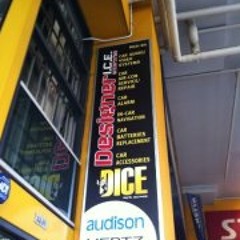 Designer I.C.E.
CAR AUDIO/
VIDEO
SYSTEMS
CAR
AIR-CON
SERVICE/
REPAIR
CAR
ALARM
IN-CAR
NAVIGATION
CAR
BATTERIES
REPLACEMENT
CAR
ACCESSORIES
DICE
audison
HERTZ